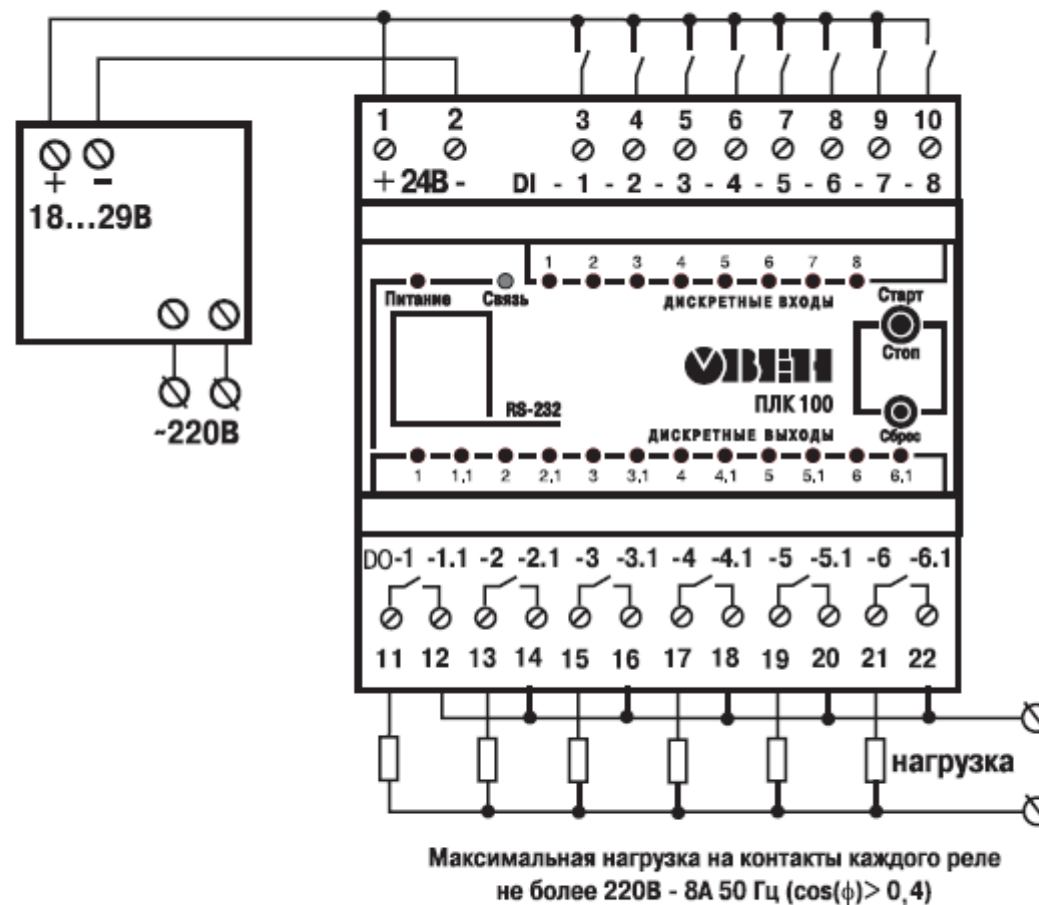 1 2 3 4 5 6 7 8 9 10
+ 24В - DI - 1 - 2 - 3 - 4 - 5 - 6 - 7 - 8
+ -
18...29В
~220В
1 2 3 4 5 6 7 8
Питание Связь
ДИСКРЕТНЫЕ ВХОДЫ
Старт
Стоп
ОВЕН
ПЛК 100
RS-232
ДИСКРЕТНЫЕ ВЫХОДЫ
Сброс
1 1,1 2 2,1 3 3,1 4 4,1 5 5,1 6 6,1
DO-1 -1.1 -2 -2.1 -3 -3.1 -4 -4.1 -5 -5.1 -6 -6.1
11 12 13 14 15 16 17 18 19 20 21 22
нагрузка
Максимальная нагрузка на контакты каждого реле
не более 220В - 8А 50 Гц (cos(ϕ)> 0,4)